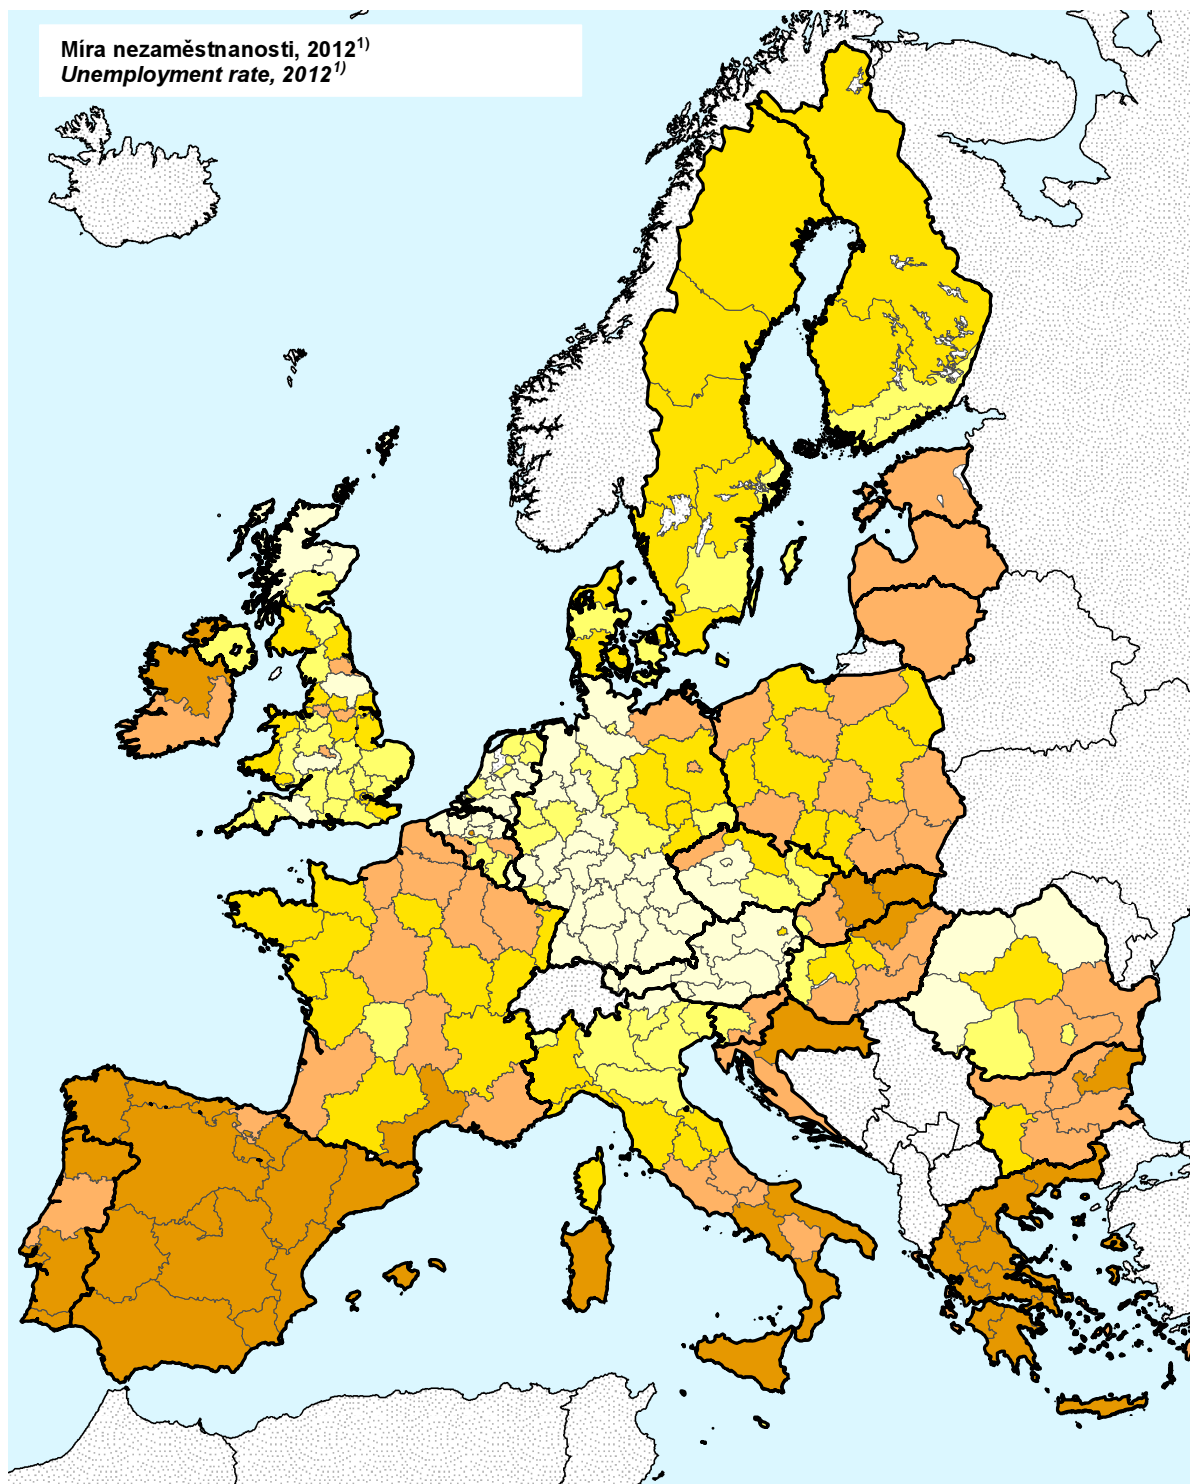 Míra nezaměstnanosti, 2012¹⁾
Unemployment rate, 2012¹⁾